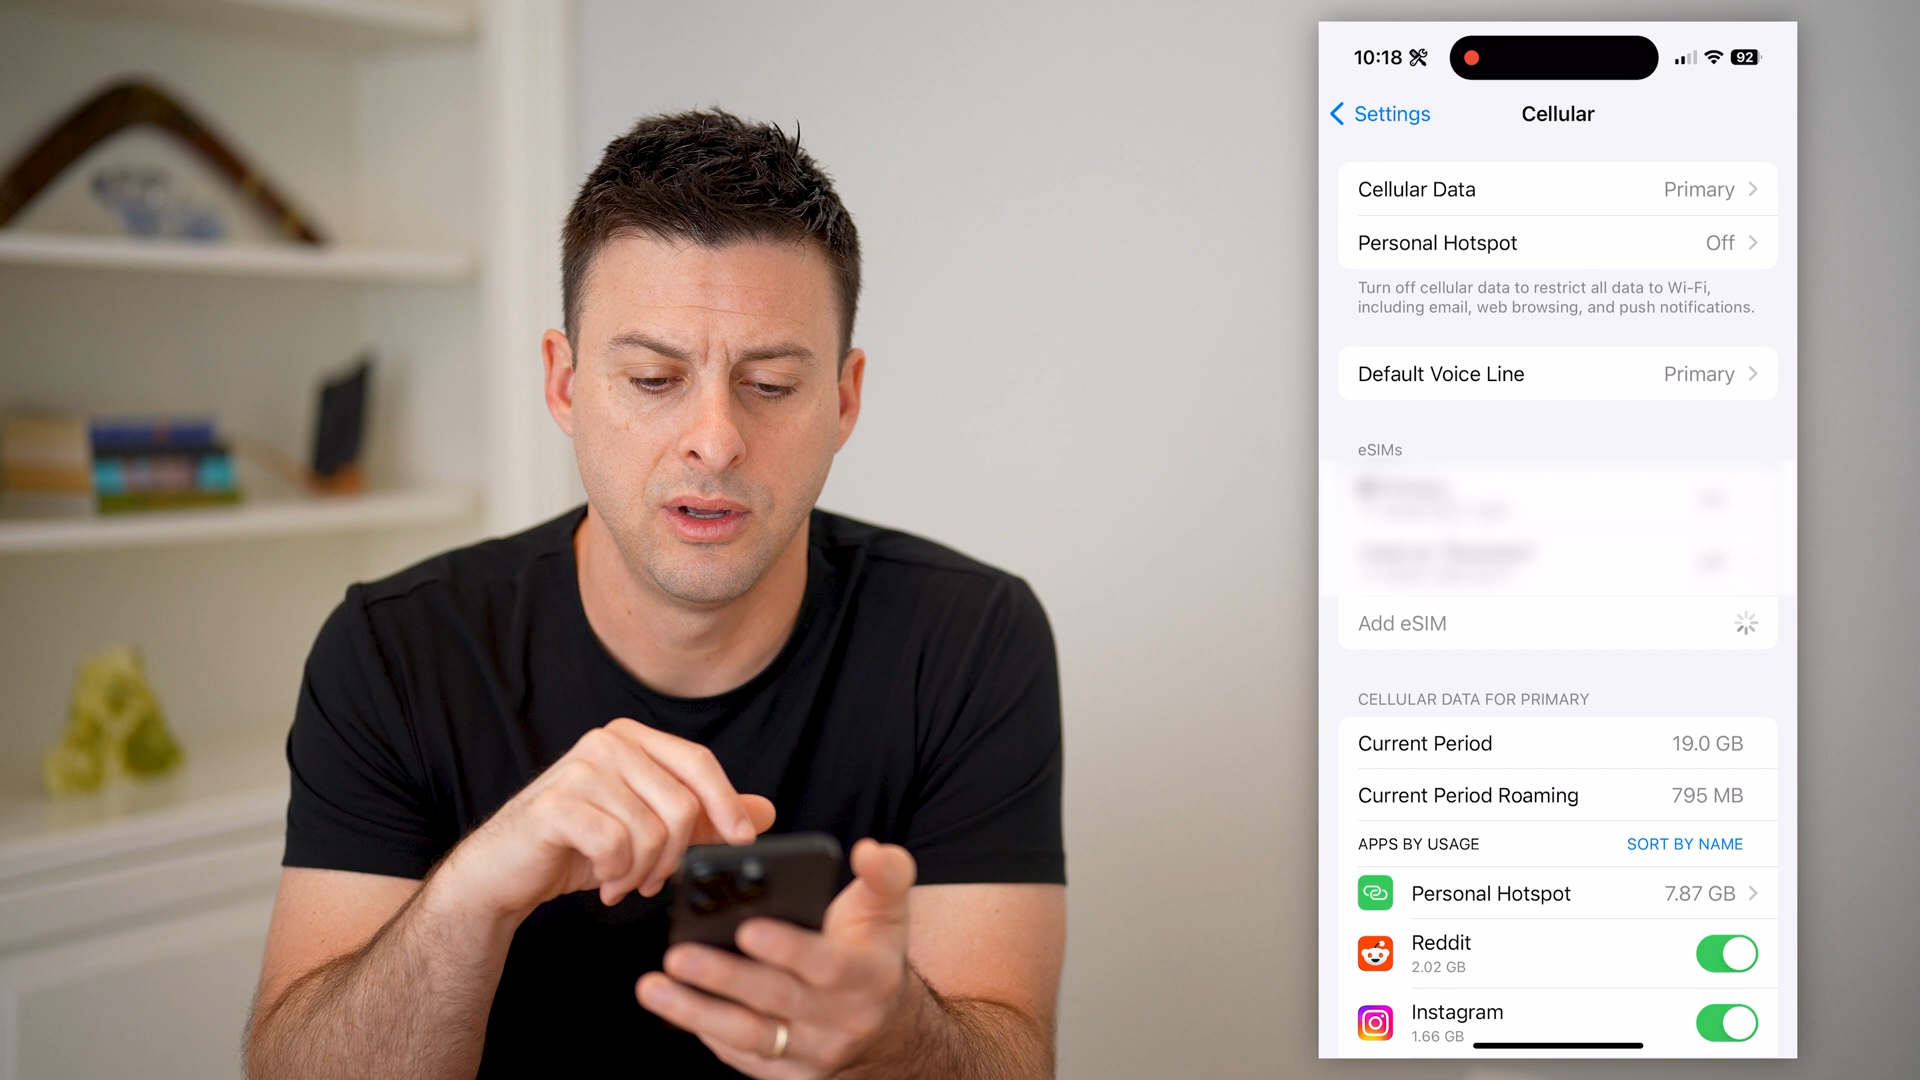 10:18
92
Settings
Cellular
Cellular Data
Primary
Personal Hotspot
Off
Turn off cellular data to restrict all data to Wi-Fi,
including email, web browsing, and push notifications.
Default Voice Line
Primary
eSIMs
Add eSIM
CELLULAR DATA FOR PRIMARY
Current Period
19.0 GB
Current Period Roaming
795 MB
APPS BY USAGE
SORT BY NAME
Personal Hotspot
7.87 GB
Reddit
2.02 GB
Instagram
1.66 GB